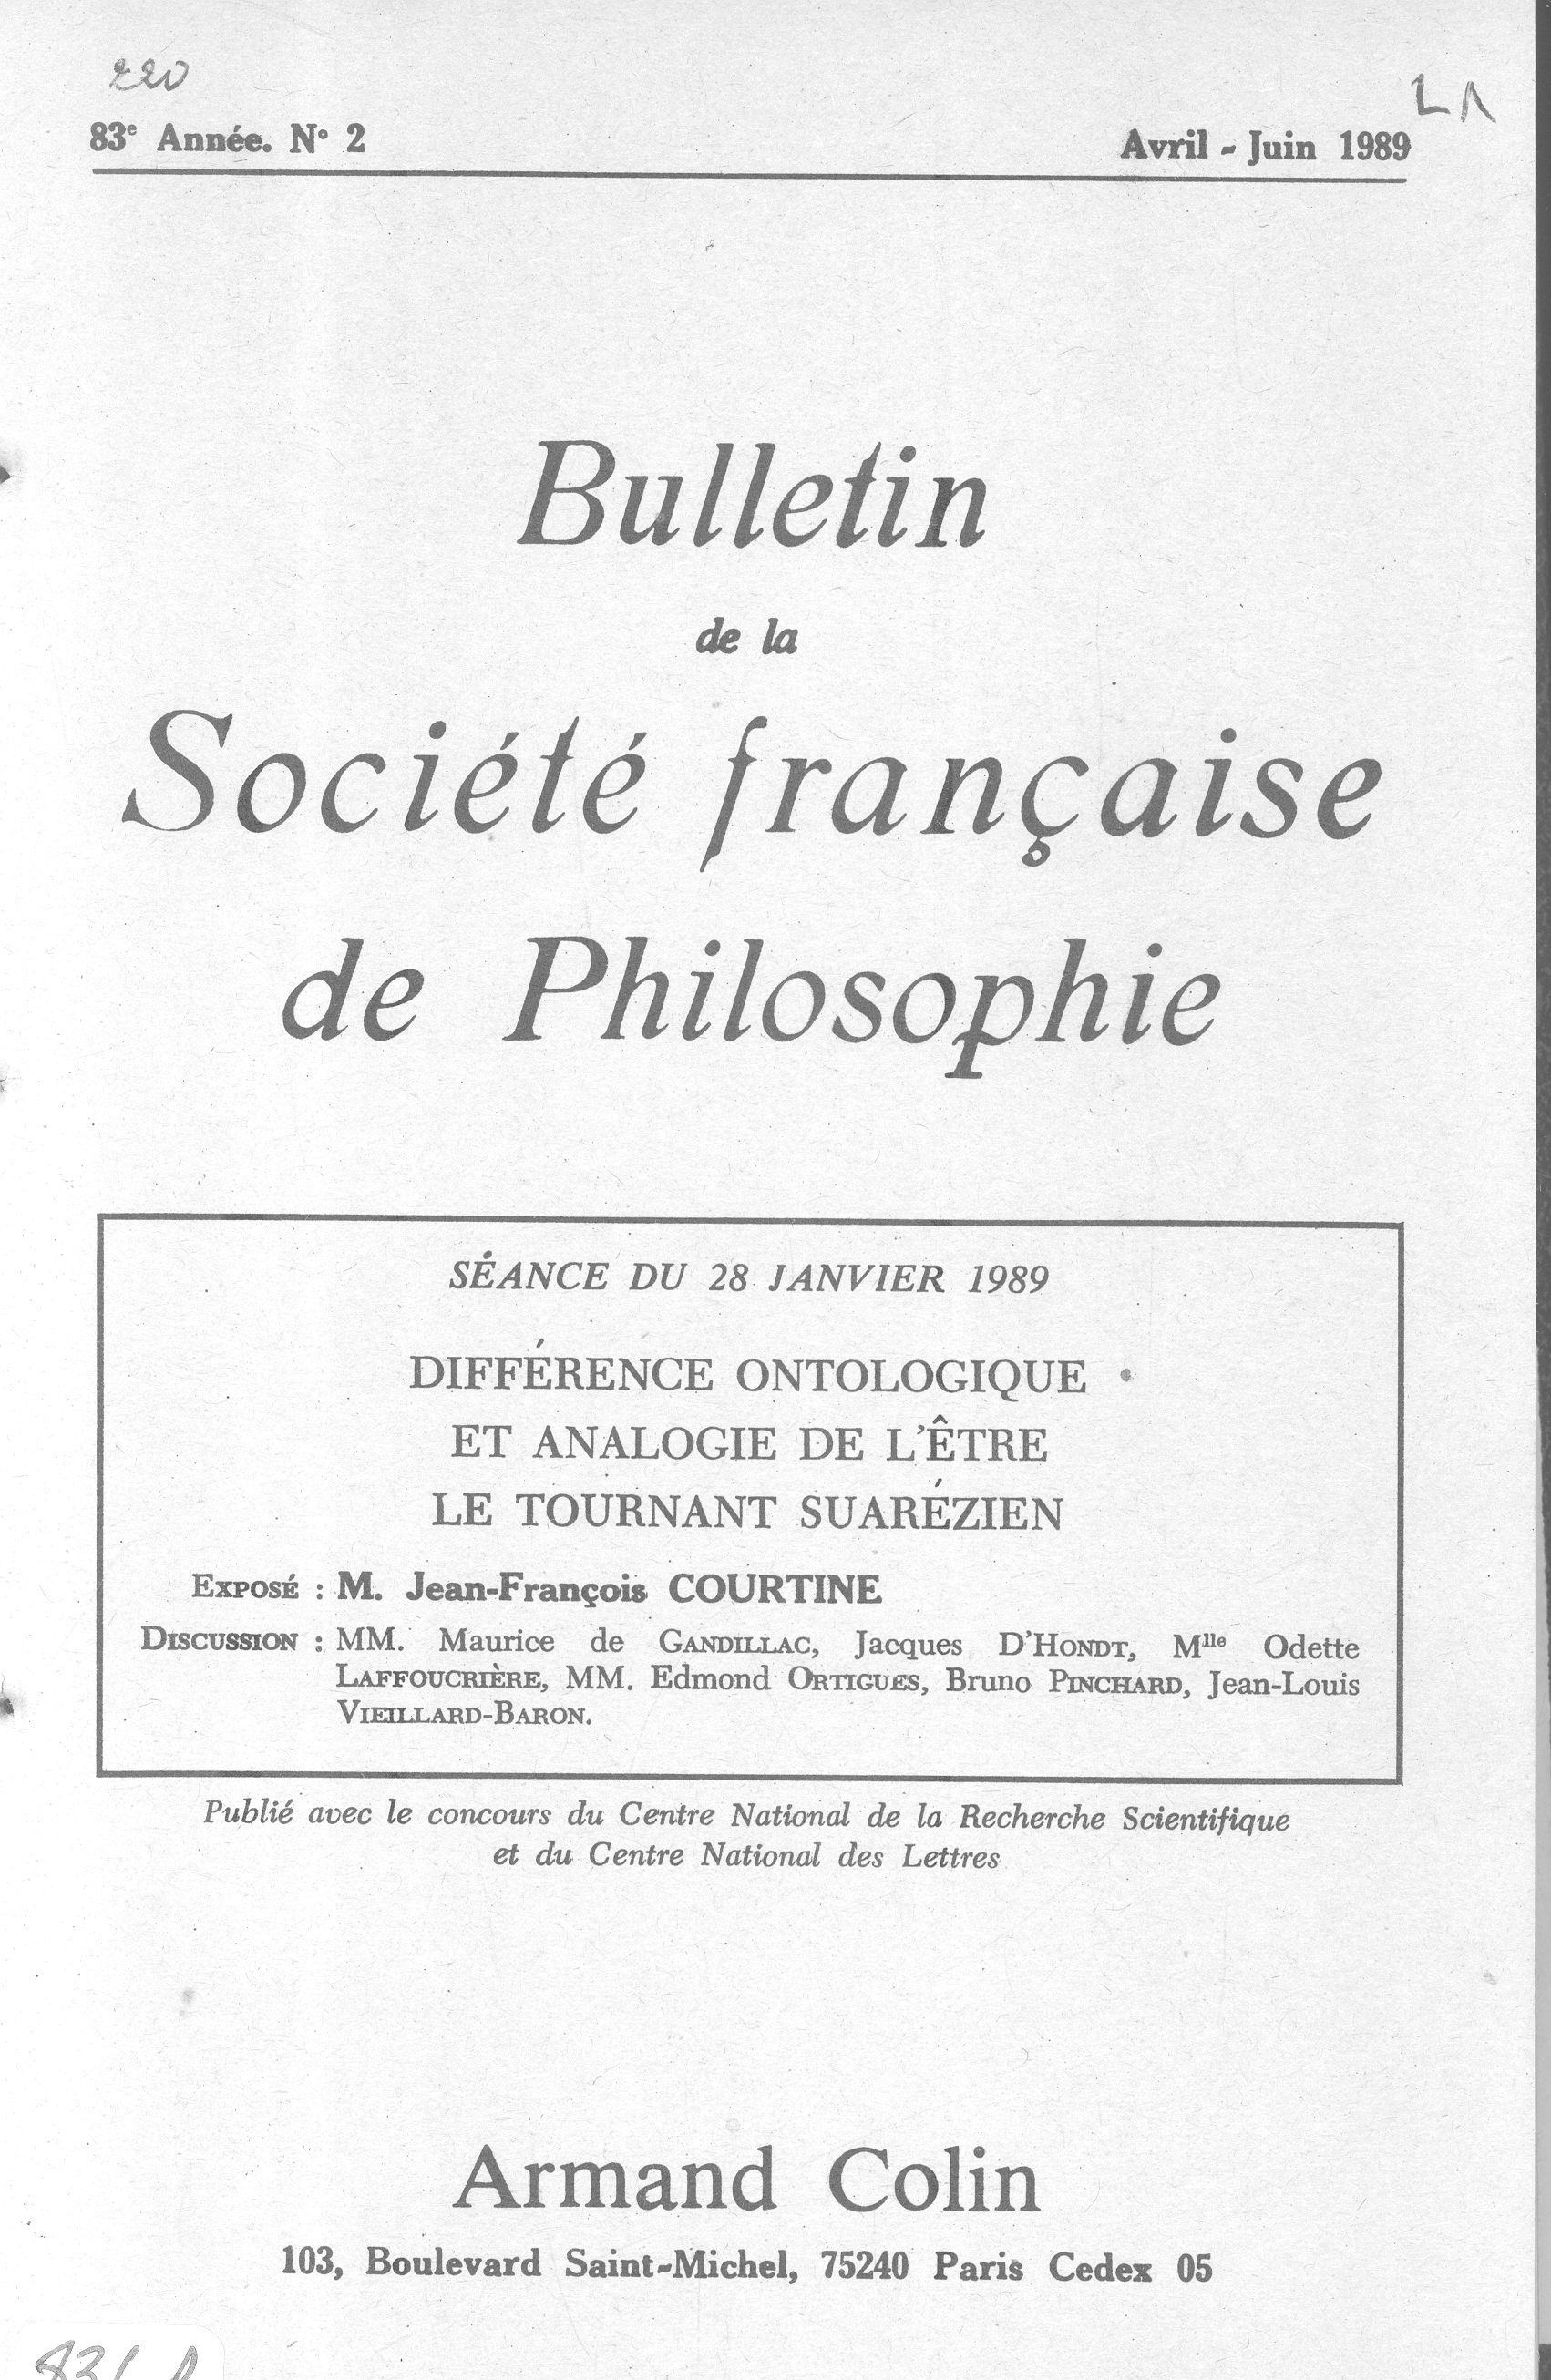 220
83e Année. N° 2 Avril - Juin 1989
Bulletin
de la
Société française
de Philosophie
SÉANCE DU 28 JANVIER 1989
DIFFÉRENCE ONTOLOGIQUE
ET ANALOGIE DE L'ÊTRE
LE TOURNANT SUARÉZIEN
EXPOSÉ : M. Jean-François COURTINE
DISCUSSION : MM. Maurice de GANDILLAC, Jacques D'HONDT, Mlle Odette
LAFFOUCRIÈRE, MM. Edmond ORTIGUES, Bruno PINCHARD, Jean-Louis
VIEILLARD-BARON.
Publié avec le concours du Centre National de la Recherche Scientifique
et du Centre National des Lettres
Armand Colin
103, Boulevard Saint-Michel, 75240 Paris Cedex 05